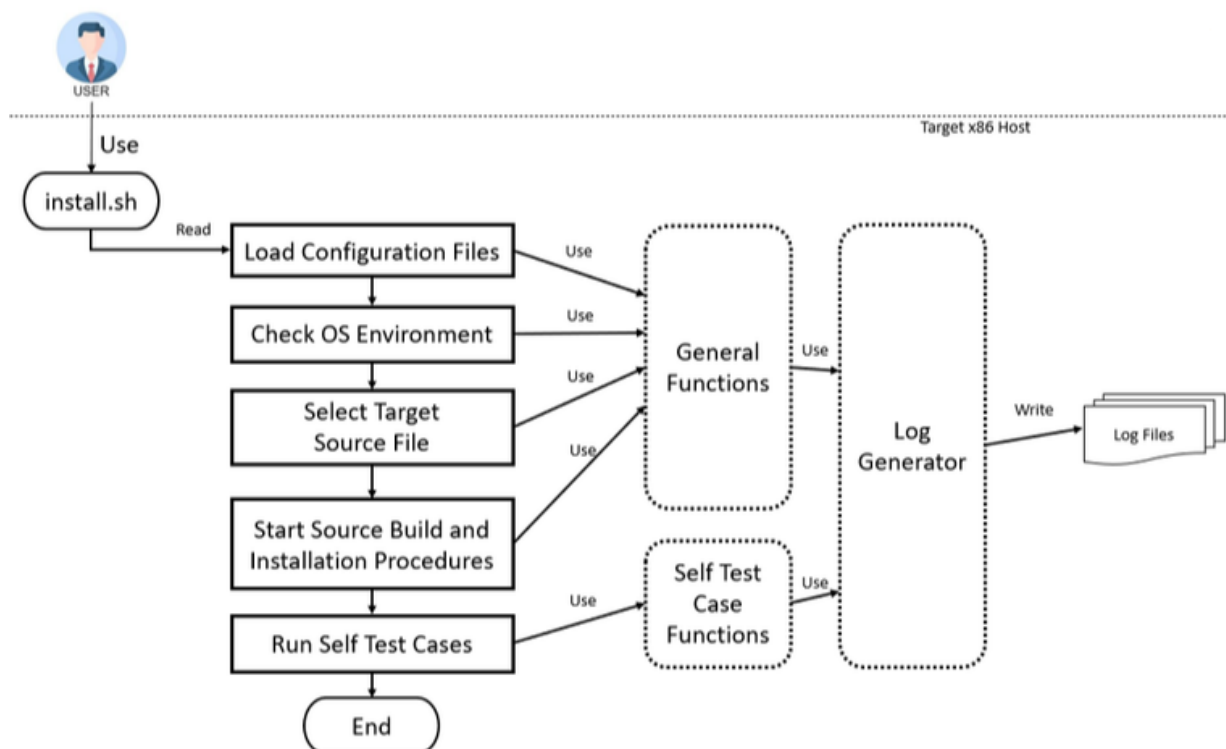 USER
Target x86 Host
Use
install.sh
Read
Load Configuration Files
Use
Check OS Environment
Use
General
Functions
Use
Select Target
Source File
Use
Log
Generator
Write
Log Files
Start Source Build and
Installation Procedures
Use
Self Test
Case
Functions
Use
Run Self Test Cases
Use
End